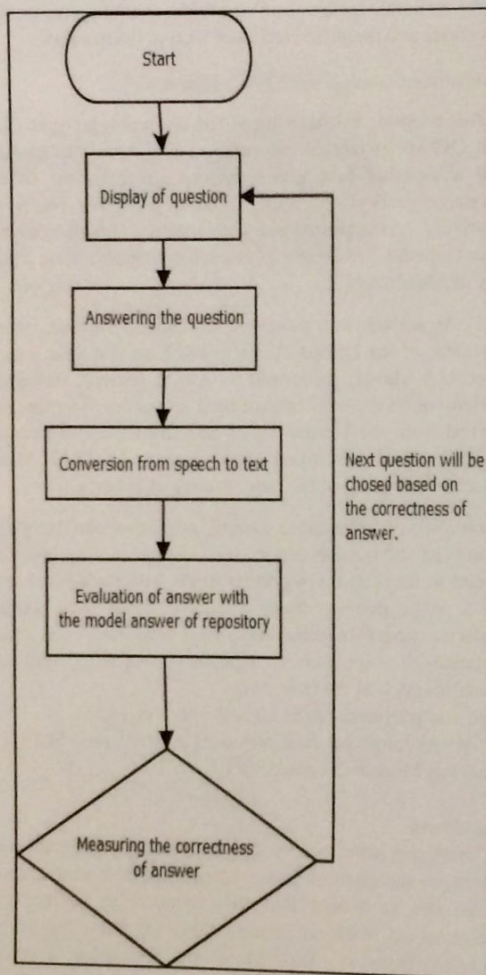 Start
Display of question
Answering the question
Conversion from speech to text
Next question will be
chosed based on
the correctness of
answer.
Evaluation of answer with
the model answer of repository
Measuring the correctness
of answer